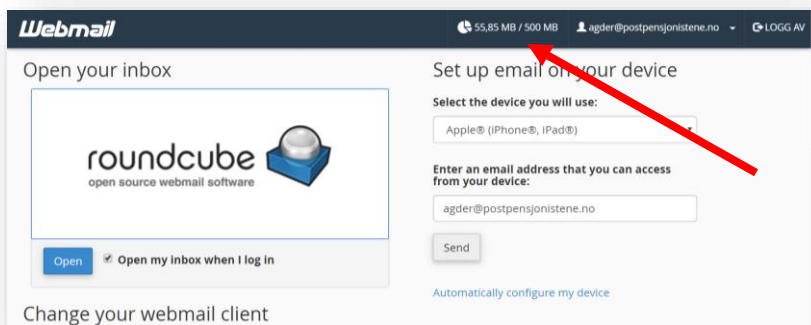 Webmail
55,85 MB / 500 MB
agder@postpensjonistene.no
LOGG AV
Open your inbox
roundcube
open source webmail software
Open
Open my inbox when I log in
Change your webmail client
Set up email on your device
Select the device you will use:
Apple® (iPhone®, iPad®)
Enter an email address that you can access
from your device:
agder@postpensjonistene.no
Send
Automatically configure my device